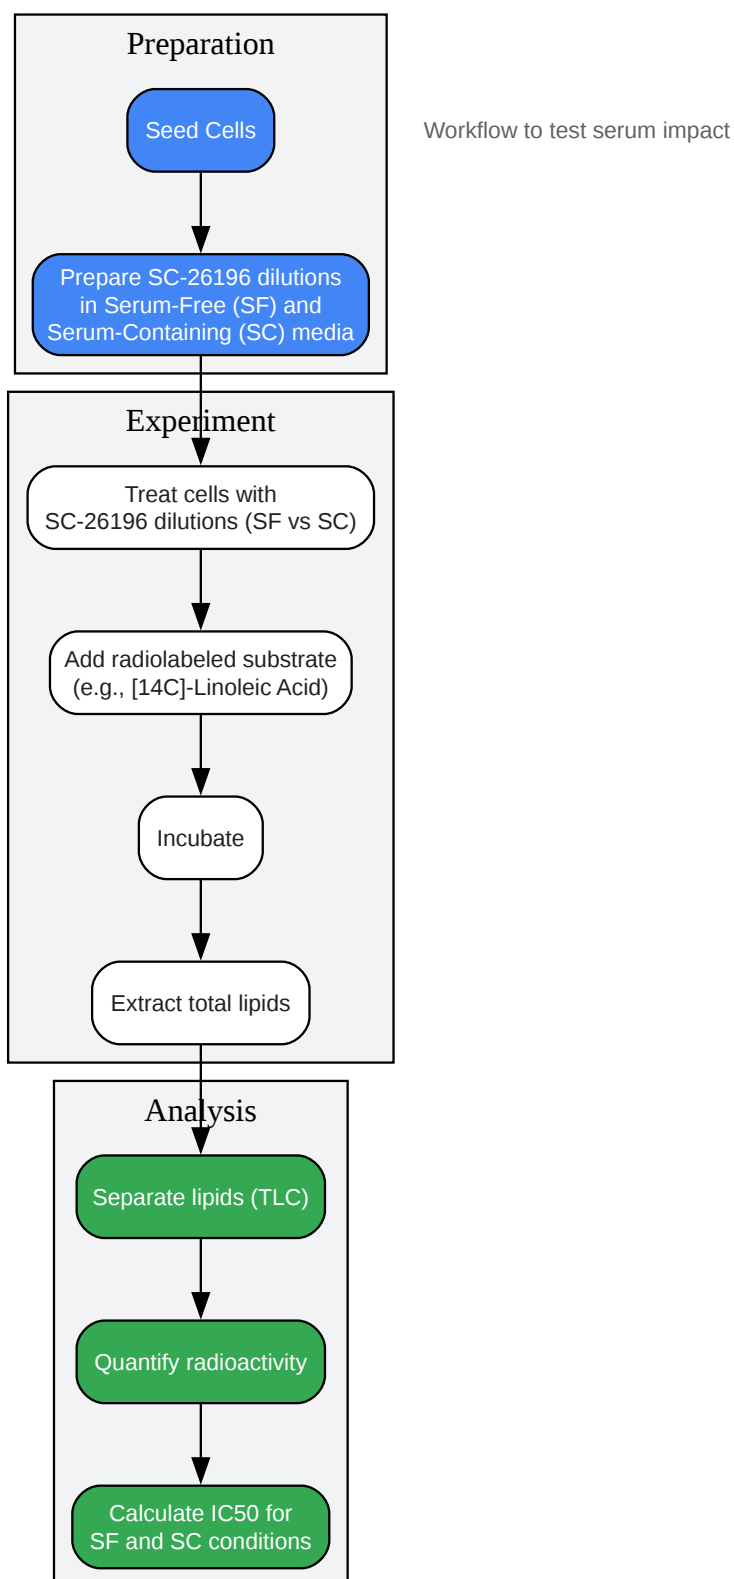 Preparation
Seed Cells
Workflow to test serum impact
Prepare SC-26196 dilutions
in Serum-Free (SF) and
Serum-Containing (SC) media
Experiment
Treat cells with
SC-26196 dilutions (SF vs SC)
Add radiolabeled substrate
(e.g., [14C]-Linoleic Acid)
Incubate
Extract total lipids
Analysis
Separate lipids (TLC)
Quantify radioactivity
Calculate IC50 for
SF and SC conditions